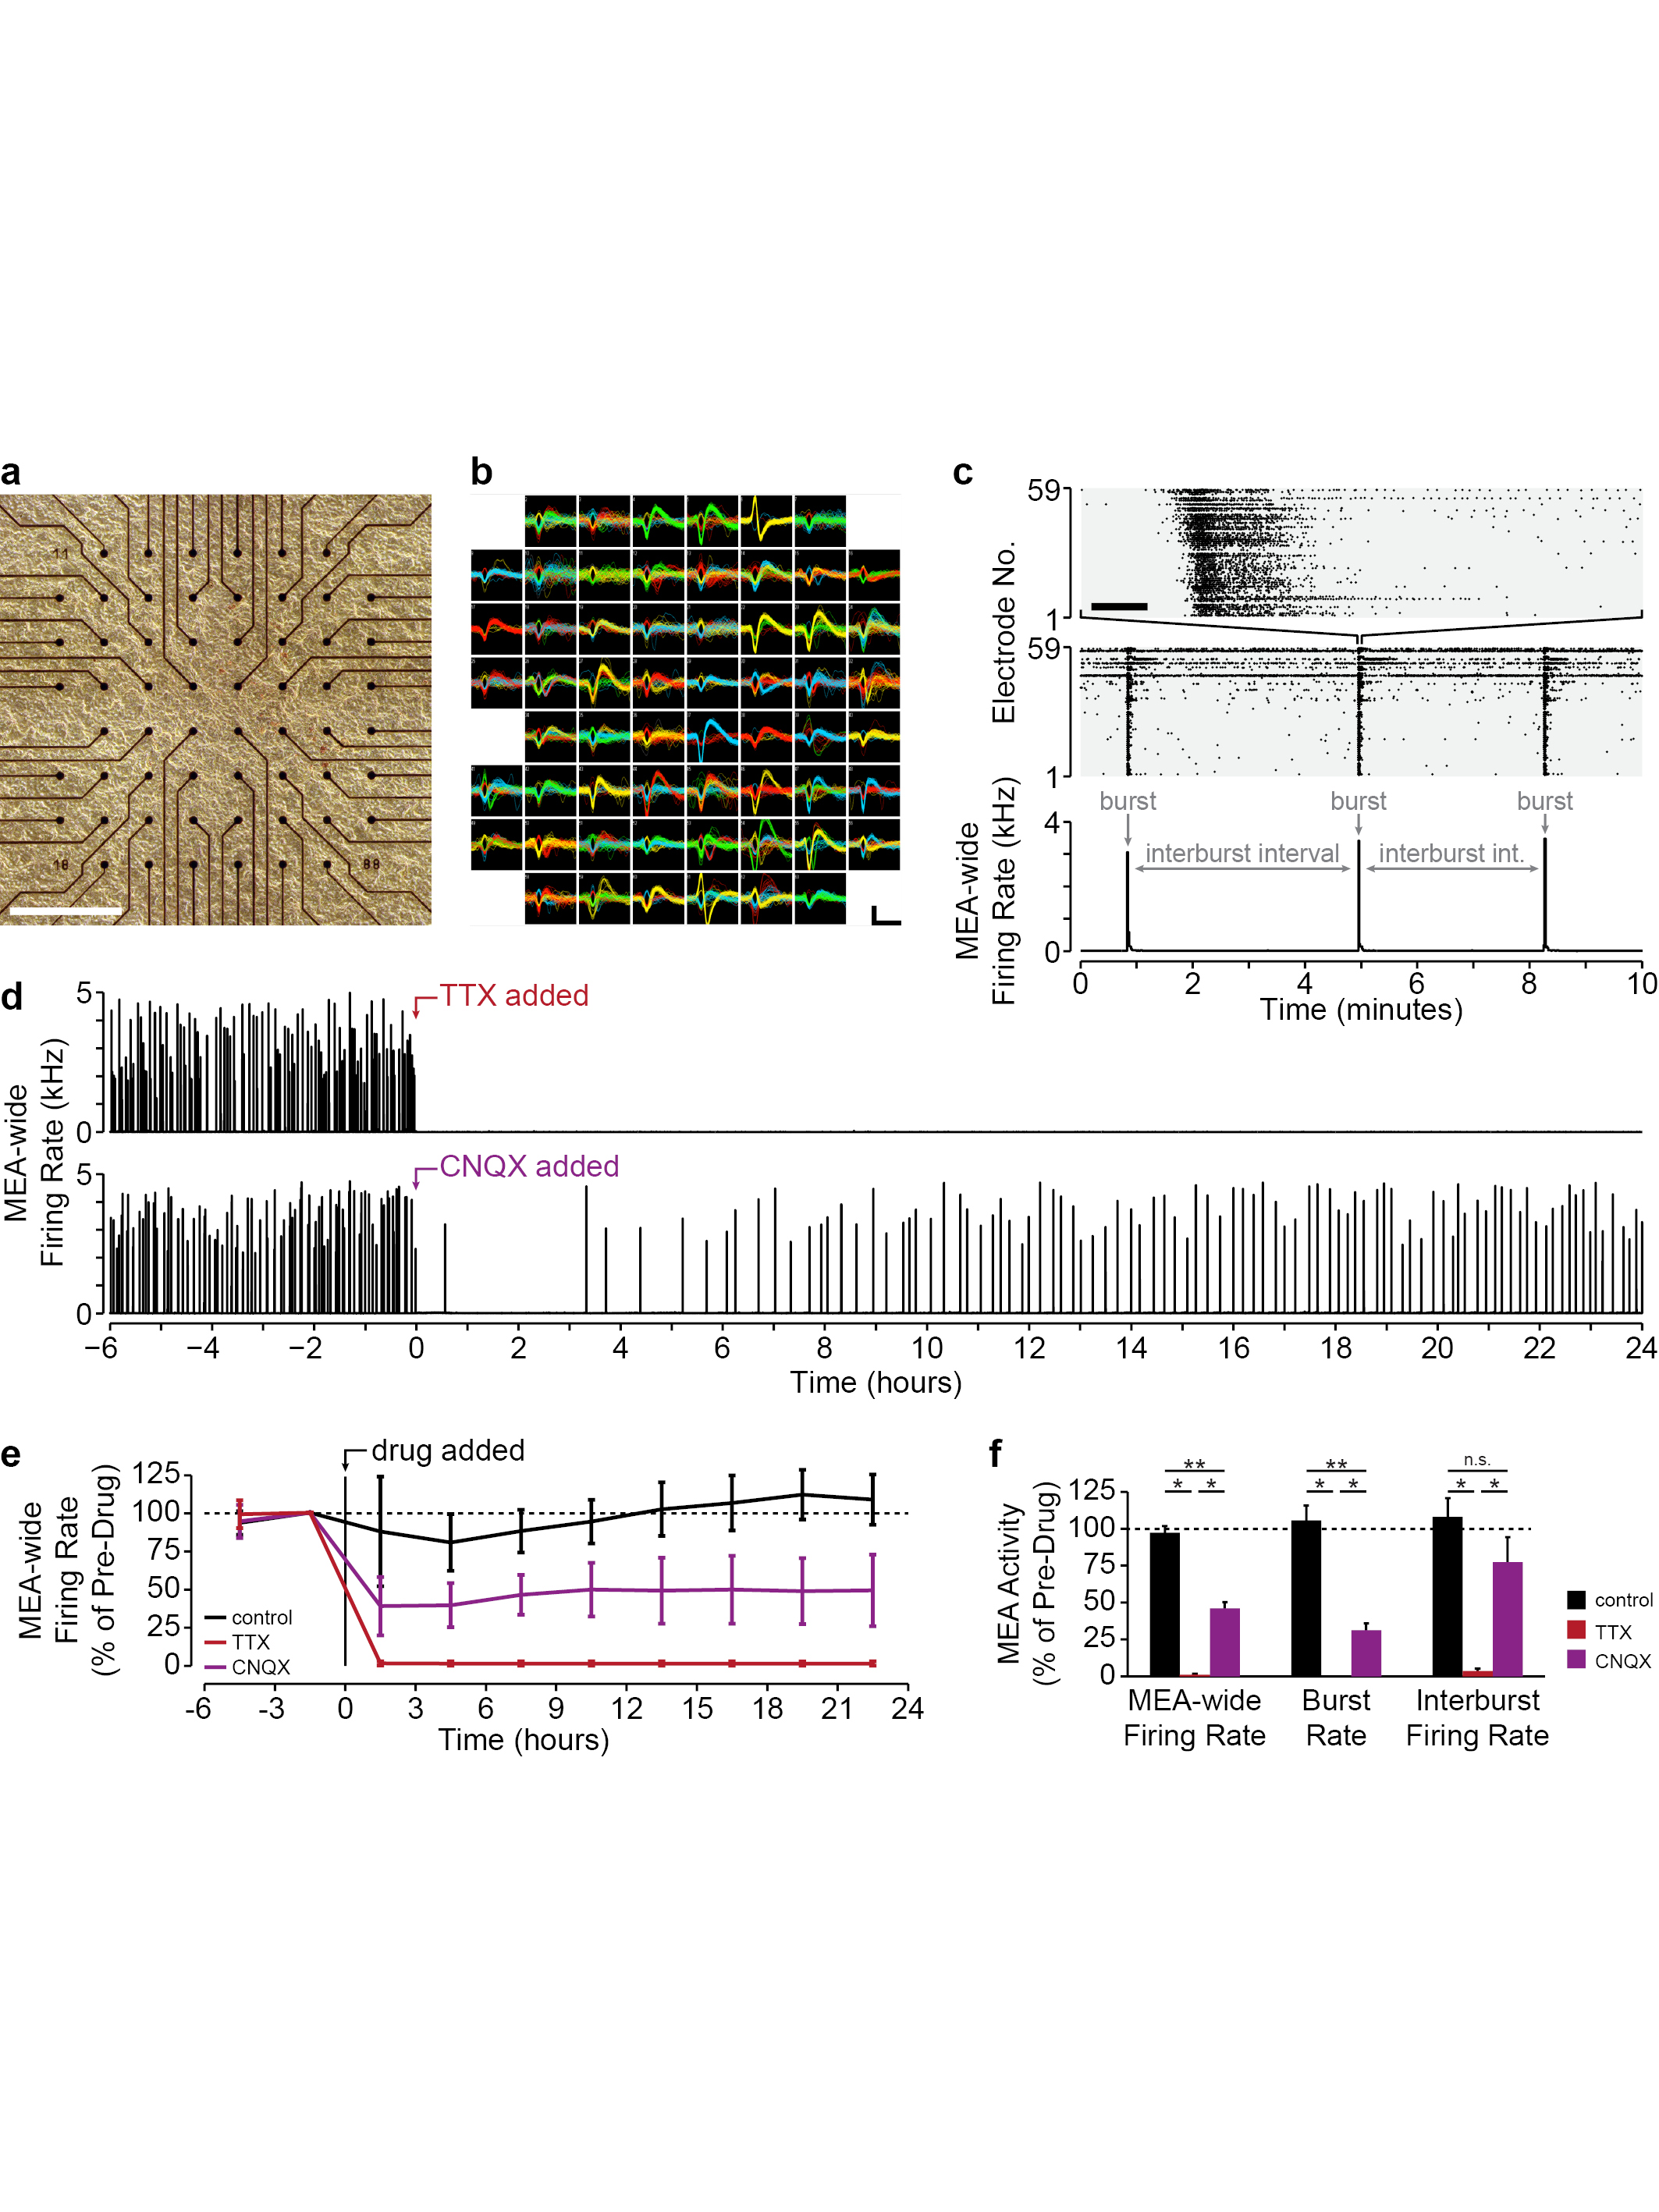 a
11
18
88
b
c
59
1
Electrode No.
59
1
burst
burst
burst
4
interburst interval
interburst int.
0
MEA-wide
Firing Rate (kHz)
0
2
4
6
8
10
Time (minutes)
d
5
TTX added
0
5
CNQX added
0
MEA-wide
Firing Rate (kHz)
−6
−4
−2
0
2
4
6
8
10
12
14
16
18
20
22
24
Time (hours)
e
drug added
MEA-wide
Firing Rate
(% of Pre-Drug)
125
100
75
50
25
0
control
TTX
CNQX
-6
-3
0
3
6
9
12
15
18
21
24
Time (hours)
f
MEA Activity
(% of Pre-Drug)
125
100
75
50
25
0
**
* *
**
* *
n.s.
* *
MEA-wide
Firing Rate
Burst
Rate
Interburst
Firing Rate
control
TTX
CNQX